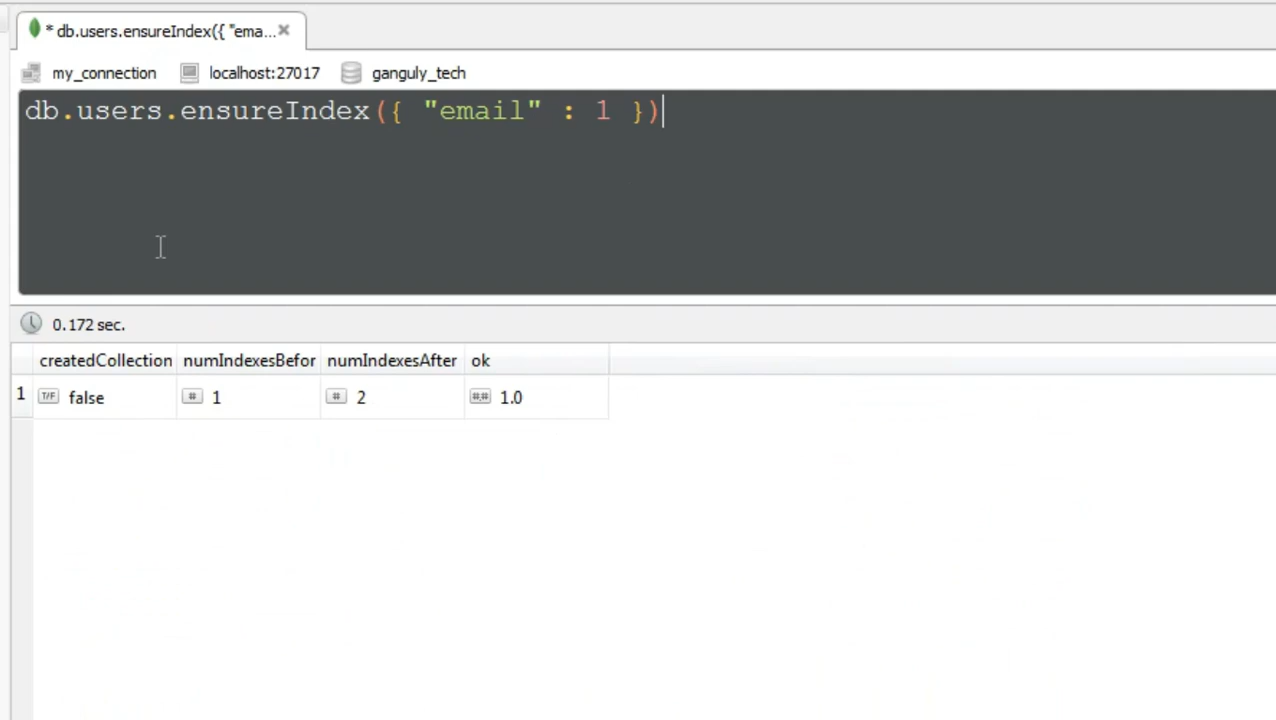 * db.users.ensureIndex({ "ema...
my_connection localhost:27017 ganguly_tech
db.users.ensureIndex({ "email" : 1 })
0.172 sec.
createdCollection numIndexesBefor numIndexesAfter ok
1 T/F false # 1 # 2 #.# 1.0